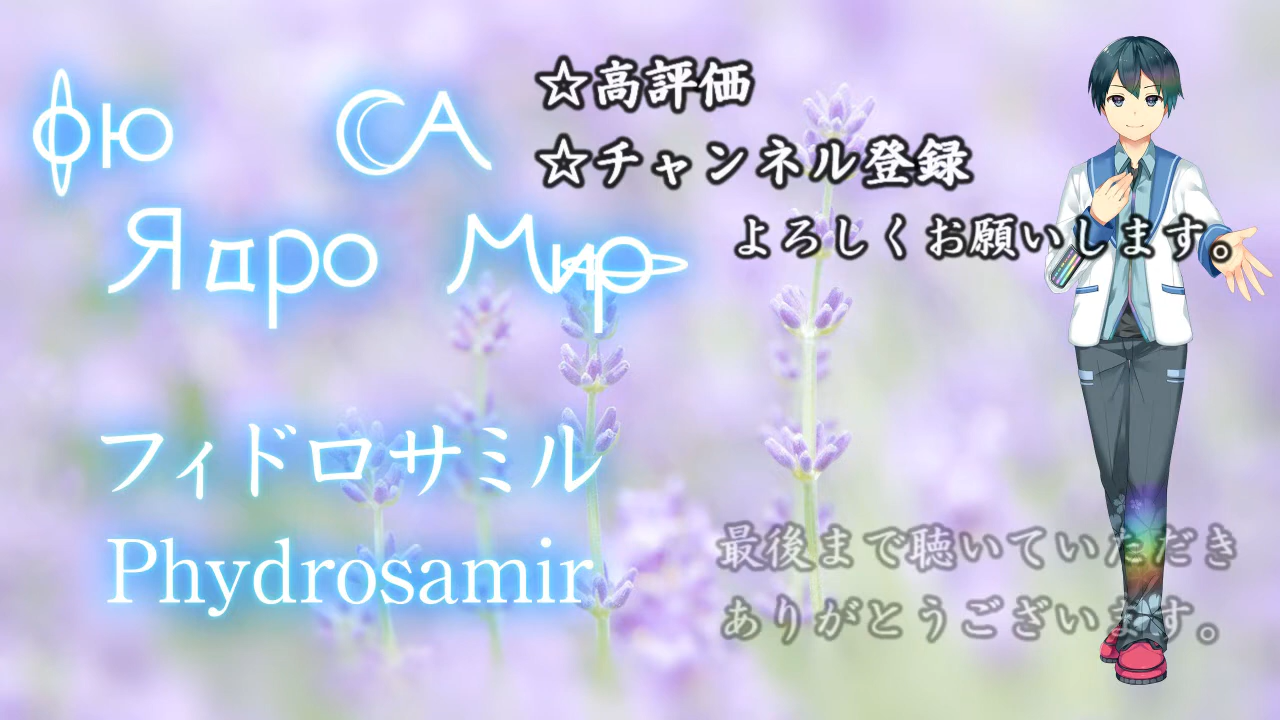 Фю СА
Ядро Мир
フィドロサミル
Phydrosamir
☆高評価
☆チャンネル登録
よろしくお願いします。
最後まで聴いていただき
ありがとうございます。